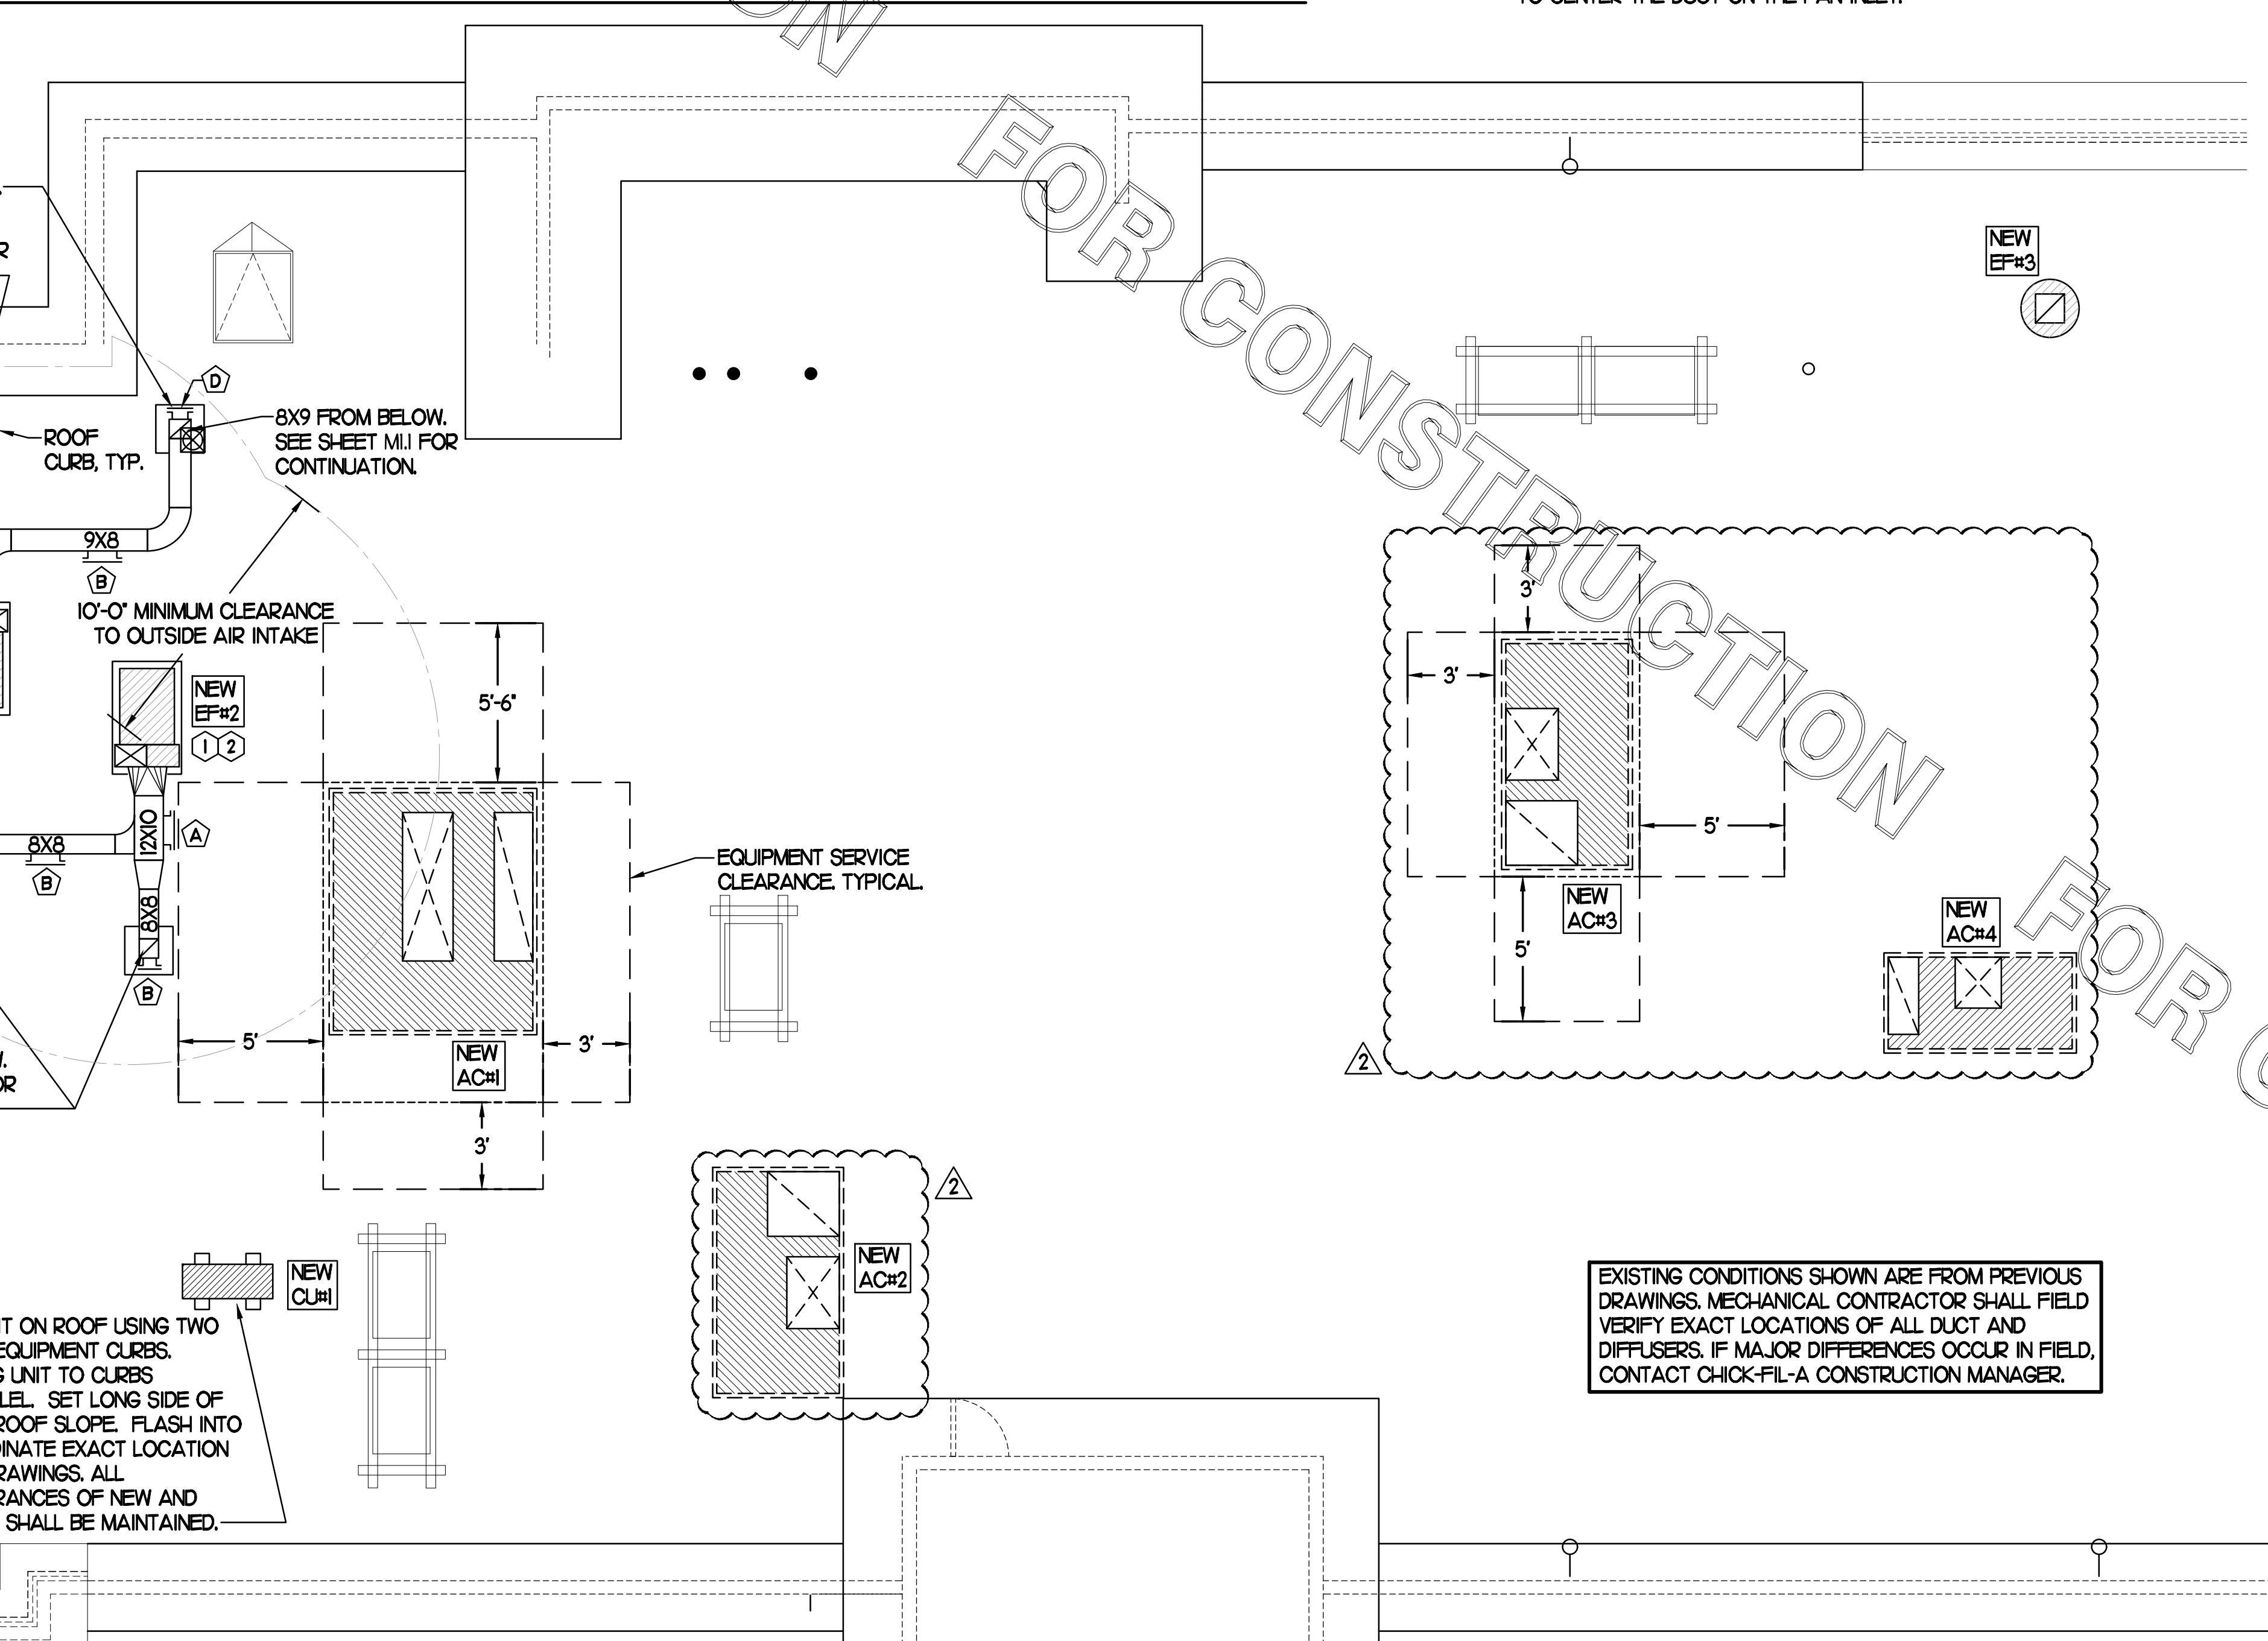 TO CENTER THE DUCT ON THE FAN INLET.
FOR CONSTRUCTION
FOR
NEW
EF#3
D
8X9 FROM BELOW.
SEE SHEET M1.1 FOR
CONTINUATION.
ROOF
CURB, TYP.
9X8
B
10'-0" MINIMUM CLEARANCE
TO OUTSIDE AIR INTAKE
NEW
EF#2
1 2
12X10
A
8X8
B
8X8
B
5'-6"
5'
3'
3'
NEW
AC#1
EQUIPMENT SERVICE
CLEARANCE. TYPICAL.
3'
3'
5'
5'
NEW
AC#3
NEW
AC#4
2
2
NEW
AC#2
NEW
CU#1
ON ROOF USING TWO
EQUIPMENT CURBS.
UNIT TO CURBS
SET LONG SIDE OF
ROOF SLOPE. FLASH INTO
EXACT LOCATION
ALL
OF NEW AND
SHALL BE MAINTAINED.
EXISTING CONDITIONS SHOWN ARE FROM PREVIOUS
DRAWINGS. MECHANICAL CONTRACTOR SHALL FIELD
VERIFY EXACT LOCATIONS OF ALL DUCT AND
DIFFUSERS. IF MAJOR DIFFERENCES OCCUR IN FIELD,
CONTACT CHICK-FIL-A CONSTRUCTION MANAGER.